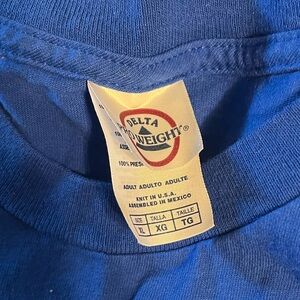 DELTA
WEIGHT®
100% PRES
ADULT ADULTO ADULTE
KNIT IN U.S.A.
ASSEMBLED IN MEXICO
SIZE TALLA TAILLE
XL XG TG